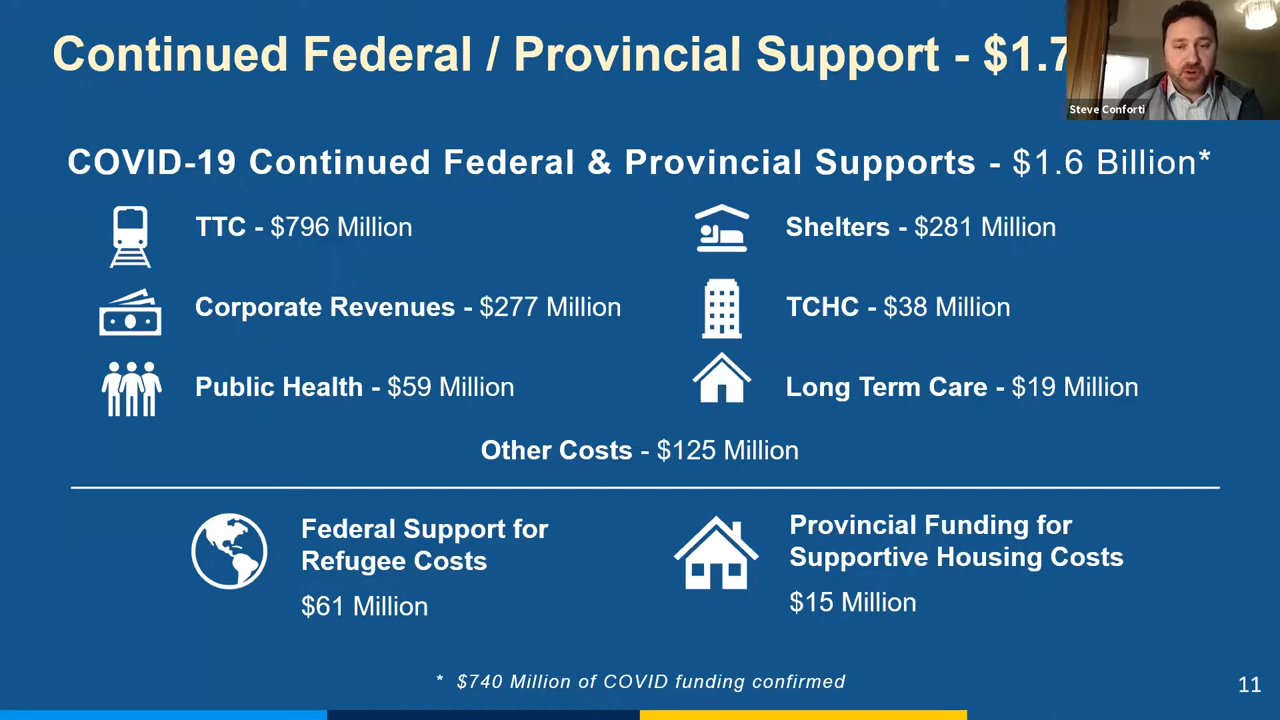 Continued Federal / Provincial Support - $1.7
Steve Conforti
COVID-19 Continued Federal & Provincial Supports - $1.6 Billion*
TTC - $796 Million
Shelters - $281 Million
Corporate Revenues - $277 Million
TCHC - $38 Million
Public Health - $59 Million
Long Term Care - $19 Million
Other Costs - $125 Million
Federal Support for
Refugee Costs
$61 Million
Provincial Funding for
Supportive Housing Costs
$15 Million
* $740 Million of COVID funding confirmed
11